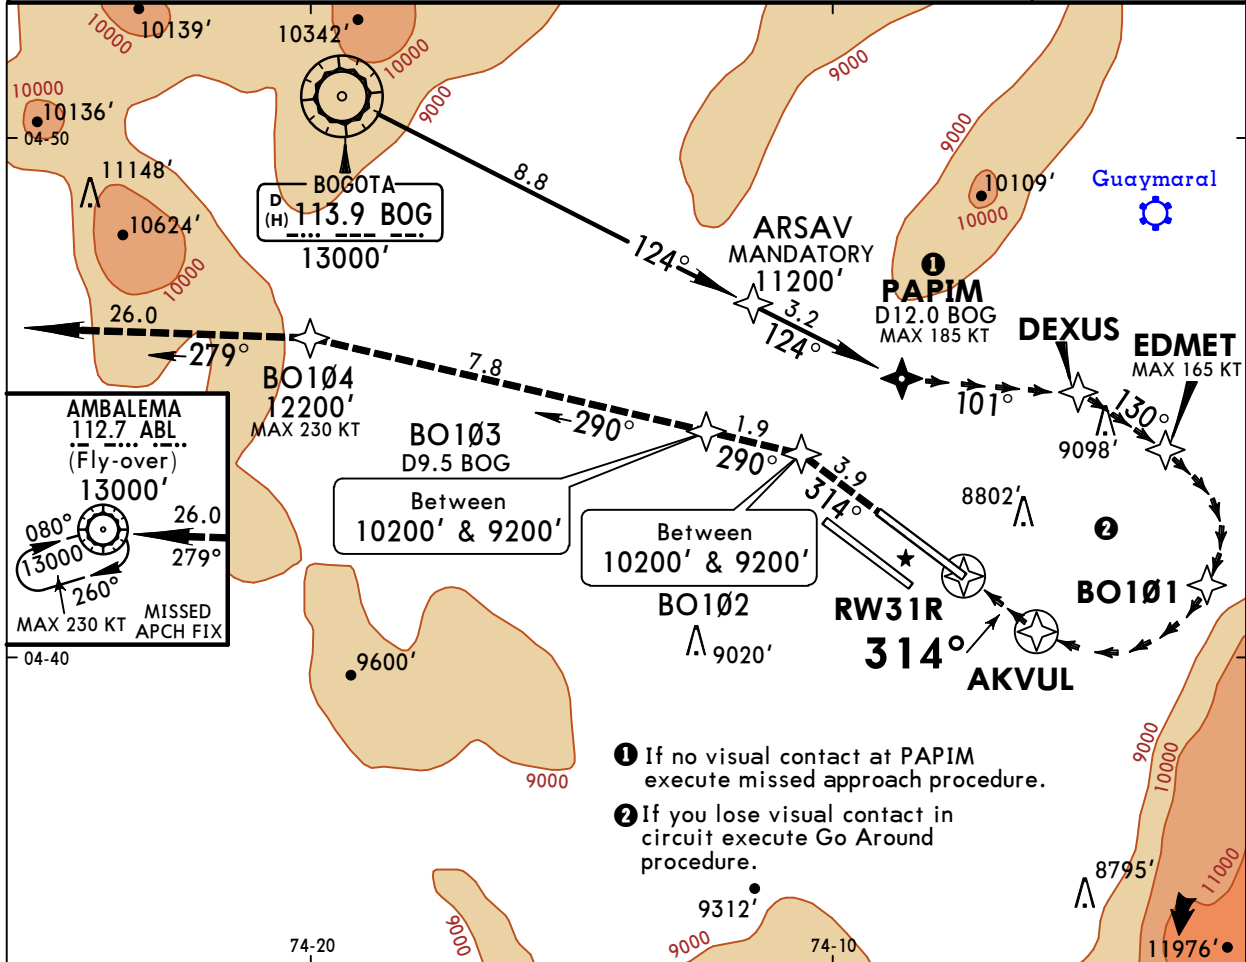 10139'
10000
10342'
10000
9000
9000
10000
10136'
04-50
9000
11148'
10624'
10000
BOGOTA
D
(H) 113.9 BOG
13000'
8.8
124°
ARSAV
MANDATORY
11200'
3.2
124°
10109'
10000
Guaymaral
1
PAPIM
D12.0 BOG
MAX 185 KT
DEXUS
EDMET
MAX 165 KT
101°
130°
9098'
26.0
279°
BO1Ø4
12200'
MAX 230 KT
7.8
290°
BO1Ø3
D9.5 BOG
Between
10200' & 9200'
1.9
290°
3.9
314°
Between
10200' & 9200'
BO1Ø2
9020'
8802'
2
BO1Ø1
RW31R
314°
AKVUL
AMBALEMA
112.7 ABL
(Fly-over)
13000'
080°
13000
260°
26.0
279°
MAX 230 KT
MISSED
APCH FIX
04-40
9600'
9000
1 If no visual contact at PAPIM
execute missed approach procedure.
2 If you lose visual contact in
circuit execute Go Around
procedure.
9312'
9000
9000
74-20
74-10
9000
10000
8795'
11000
11976'